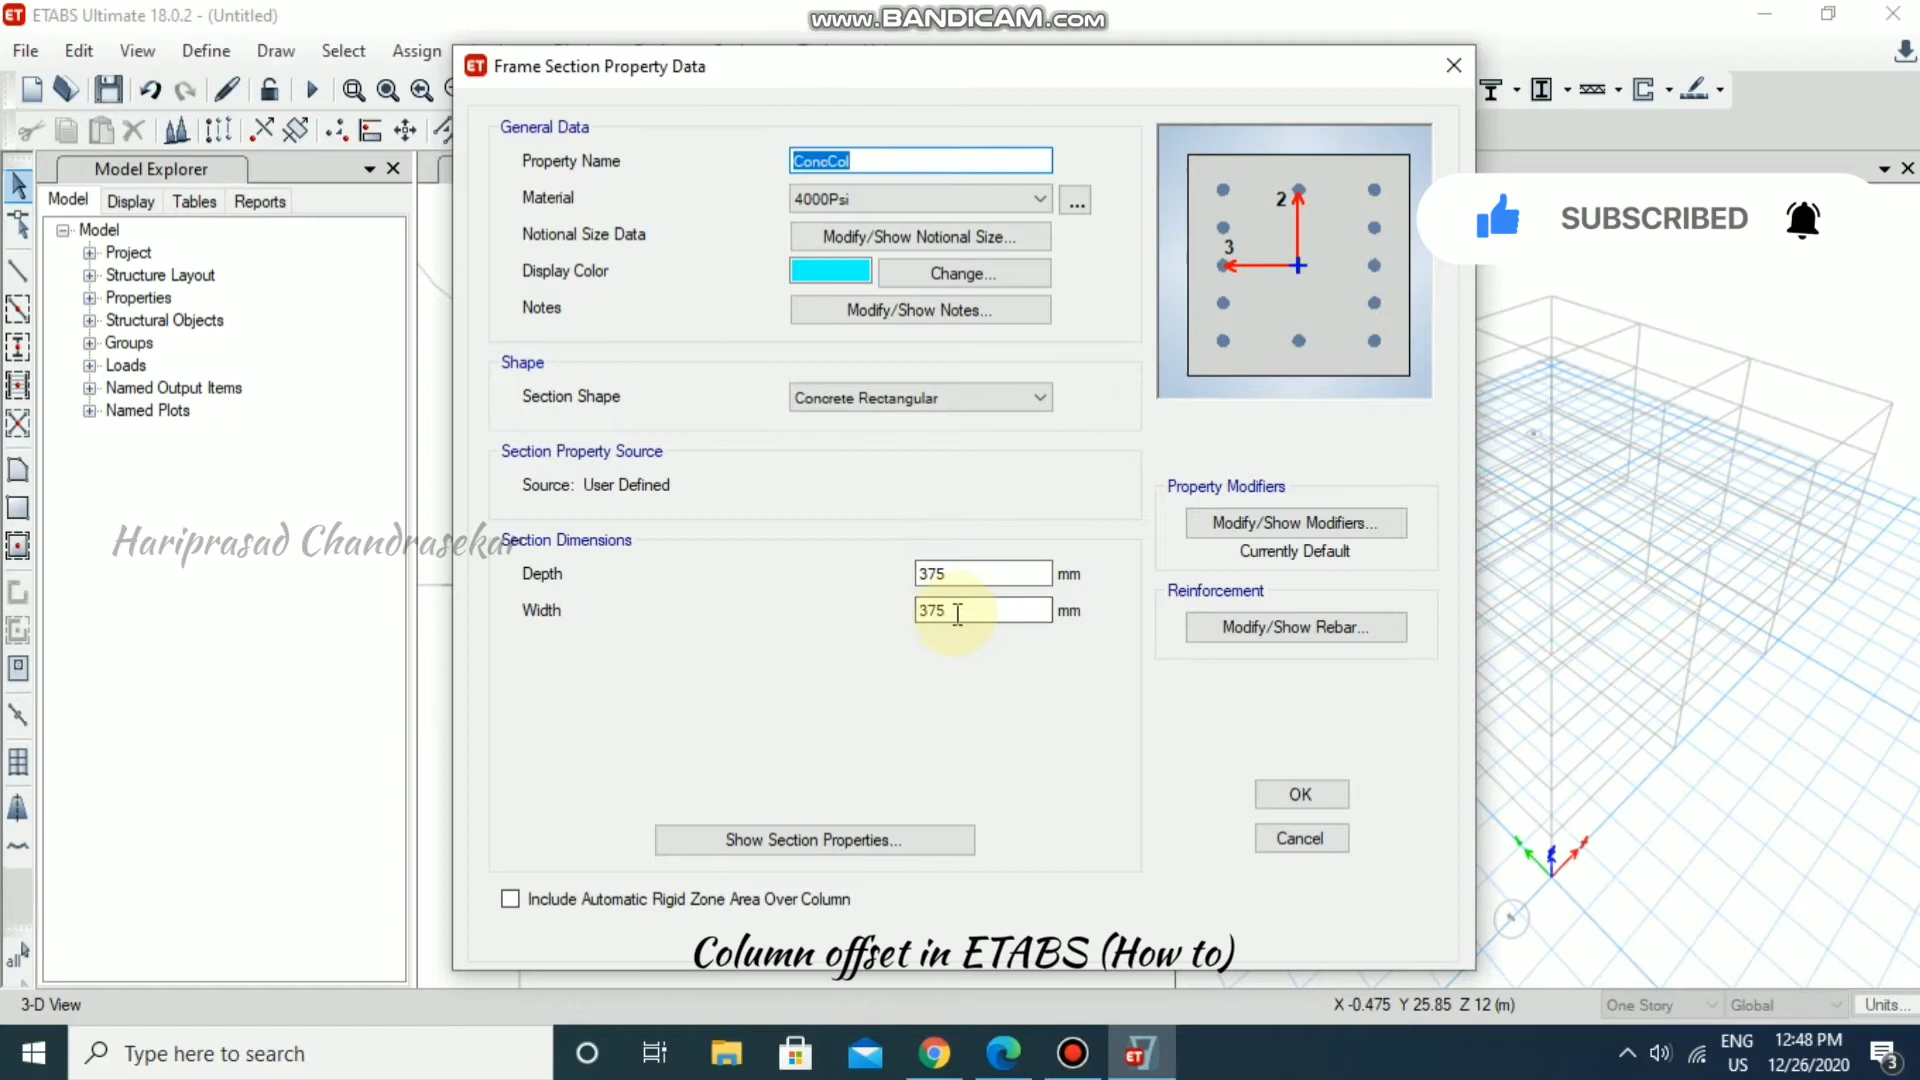 ETABS Ultimate 18.0.2 - (Untitled)
www.BANDICAM.com
File Edit View Define Draw Select Assign
ET Frame Section Property Data
Model Explorer
Model Display Tables Reports
Model
Project
Structure Layout
Properties
Structural Objects
Groups
Loads
Named Output Items
Named Plots
General Data
Property Name ConcCol
Material 4000Psi ...
Notional Size Data Modify/Show Notional Size...
Display Color Change...
Notes Modify/Show Notes...
Shape
Section Shape Concrete Rectangular
Section Property Source
Source: User Defined
Section Dimensions
Depth 375 mm
Width 375 mm
Show Section Properties...
Include Automatic Rigid Zone Area Over Column
2
3
Property Modifiers
Modify/Show Modifiers...
Currently Default
Reinforcement
Modify/Show Rebar...
OK
Cancel
SUBSCRIBED
Hariprasad Chandrasekar
Column offset in ETABS (How to)
all
3-D View X -0.475 Y 25.85 Z 12 (m) One Story Global Units...
Type here to search
ET
ENG
US
12:48 PM
12/26/2020
3